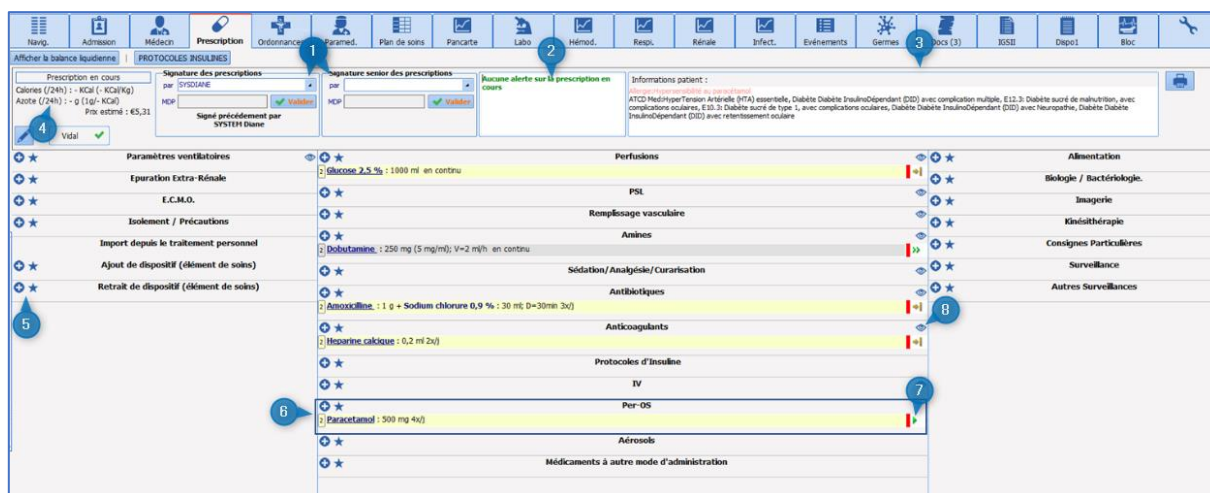 Navig. Admission Médecin Prescription Ordonnances Paramed. Plan de soins Pancarte Labo Hémod. Respi. Rénale Infect. Evénements Germes Docs (3) IGSII Dispo1 Bloc
Afficher la balance liquidienne | PROTOCOLES INSULINES
1
2
3
Prescription en cours
Calories (/24h) : - KCal (- KCal/Kg)
Azote (/24h) : - g (1g/- KCal)
Prix estimé : €5,31
4
Vidal
Signature des prescriptions
par SYSDIANE
MDP Valider
Signé précédement par
SYSTEM Diane
Signature senior des prescriptions
par
MDP Valider
Aucune alerte sur la prescription en
cours
Informations patient :
Allergie:Hypersensibilité au paracétamol
ATCD Med:HyperTension Artérielle (HTA) essentielle, Diabète Diabète InsulinoDépendant (DID) avec complication multiple, E12.3: Diabète sucré de malnutrition, avec
complications oculaires, E10.3: Diabète sucré de type 1, avec complications oculaires, Diabète Diabète InsulinoDépendant (DID) avec Neuropathie, Diabète Diabète
InsulinoDépendant (DID) avec retentissement oculaire
Paramètres ventilatoires
Epuration Extra-Rénale
E.C.M.O.
Isolement / Précautions
Import depuis le traitement personnel
Ajout de dispositif (élément de soins)
Retrait de dispositif (élément de soins)
5
Perfusions
2 Glucose 2,5 % : 1000 ml en continu
PSL
Remplissage vasculaire
Amines
2 Dobutamine : 250 mg (5 mg/ml); V=2 ml/h en continu
Sédation/Analgésie/Curarisation
Antibiotiques
2 Amoxicilline : 1 g + Sodium chlorure 0,9 % : 30 ml; D=30min 3x/j
8
Anticoagulants
2 Heparine calcique : 0,2 ml 2x/j
Protocoles d'Insuline
IV
6
7
Per-OS
2 Paracetamol : 500 mg 4x/j
Aérosols
Médicaments à autre mode d'administration
Alimentation
Biologie / Bactériologie.
Imagerie
Kinésithérapie
Consignes Particulières
Surveillance
Autres Surveillances